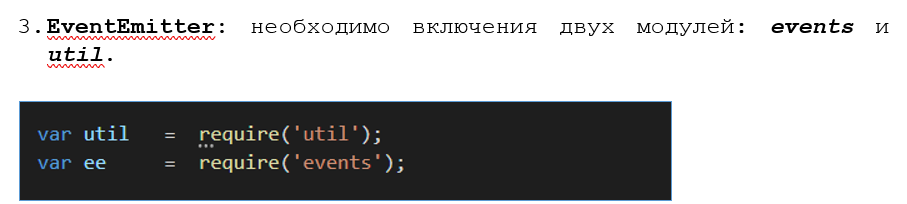 3.EventEmitter: необходимо включения двух модулей: events и
util.
var util   =  require('util');
var ee     =  require('events');